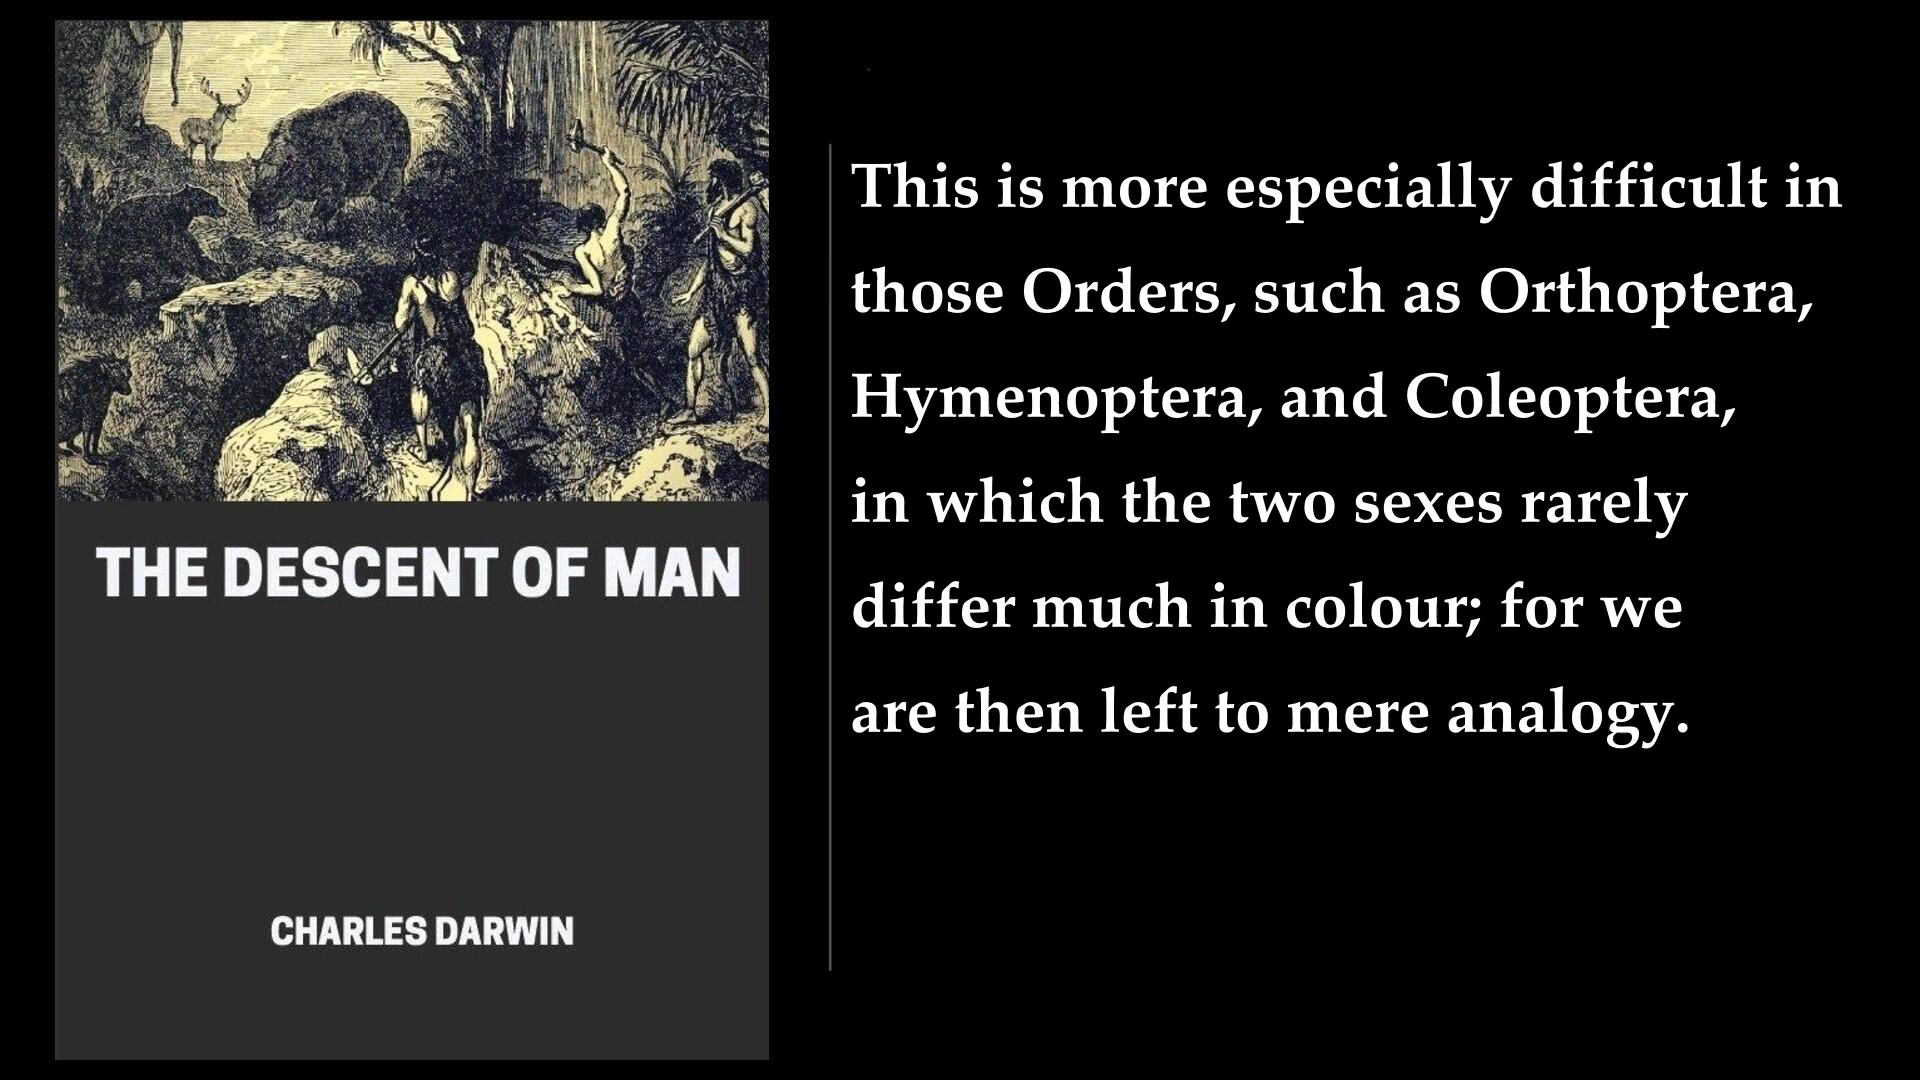 THE DESCENT OF MAN
CHARLES DARWIN
This is more especially difficult in
those Orders, such as Orthoptera,
Hymenoptera, and Coleoptera,
in which the two sexes rarely
differ much in colour; for we
are then left to mere analogy.